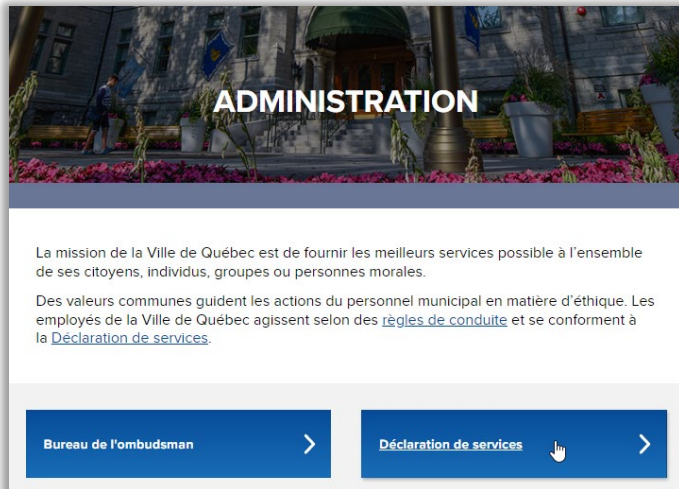 ADMINISTRATION
La mission de la Ville de Québec est de fournir les meilleurs services possible à l'ensemble
de ses citoyens, individus, groupes ou personnes morales.
Des valeurs communes guident les actions du personnel municipal en matière d'éthique. Les
employés de la Ville de Québec agissent selon des règles de conduite et se conforment à
la Déclaration de services.
Bureau de l'ombudsman
Déclaration de services